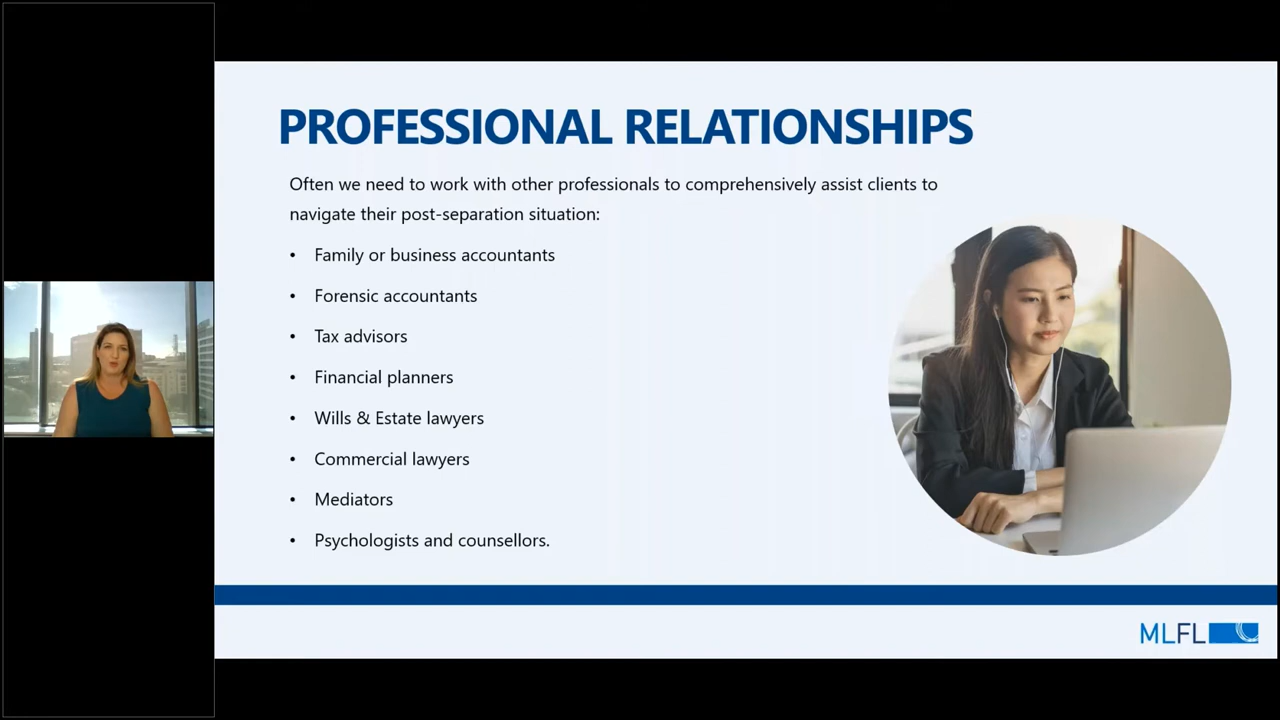 PROFESSIONAL RELATIONSHIPS
Often we need to work with other professionals to comprehensively assist clients to
navigate their post-separation situation:
• Family or business accountants
• Forensic accountants
• Tax advisors
• Financial planners
• Wills & Estate lawyers
• Commercial lawyers
• Mediators
• Psychologists and counsellors.
MLFL